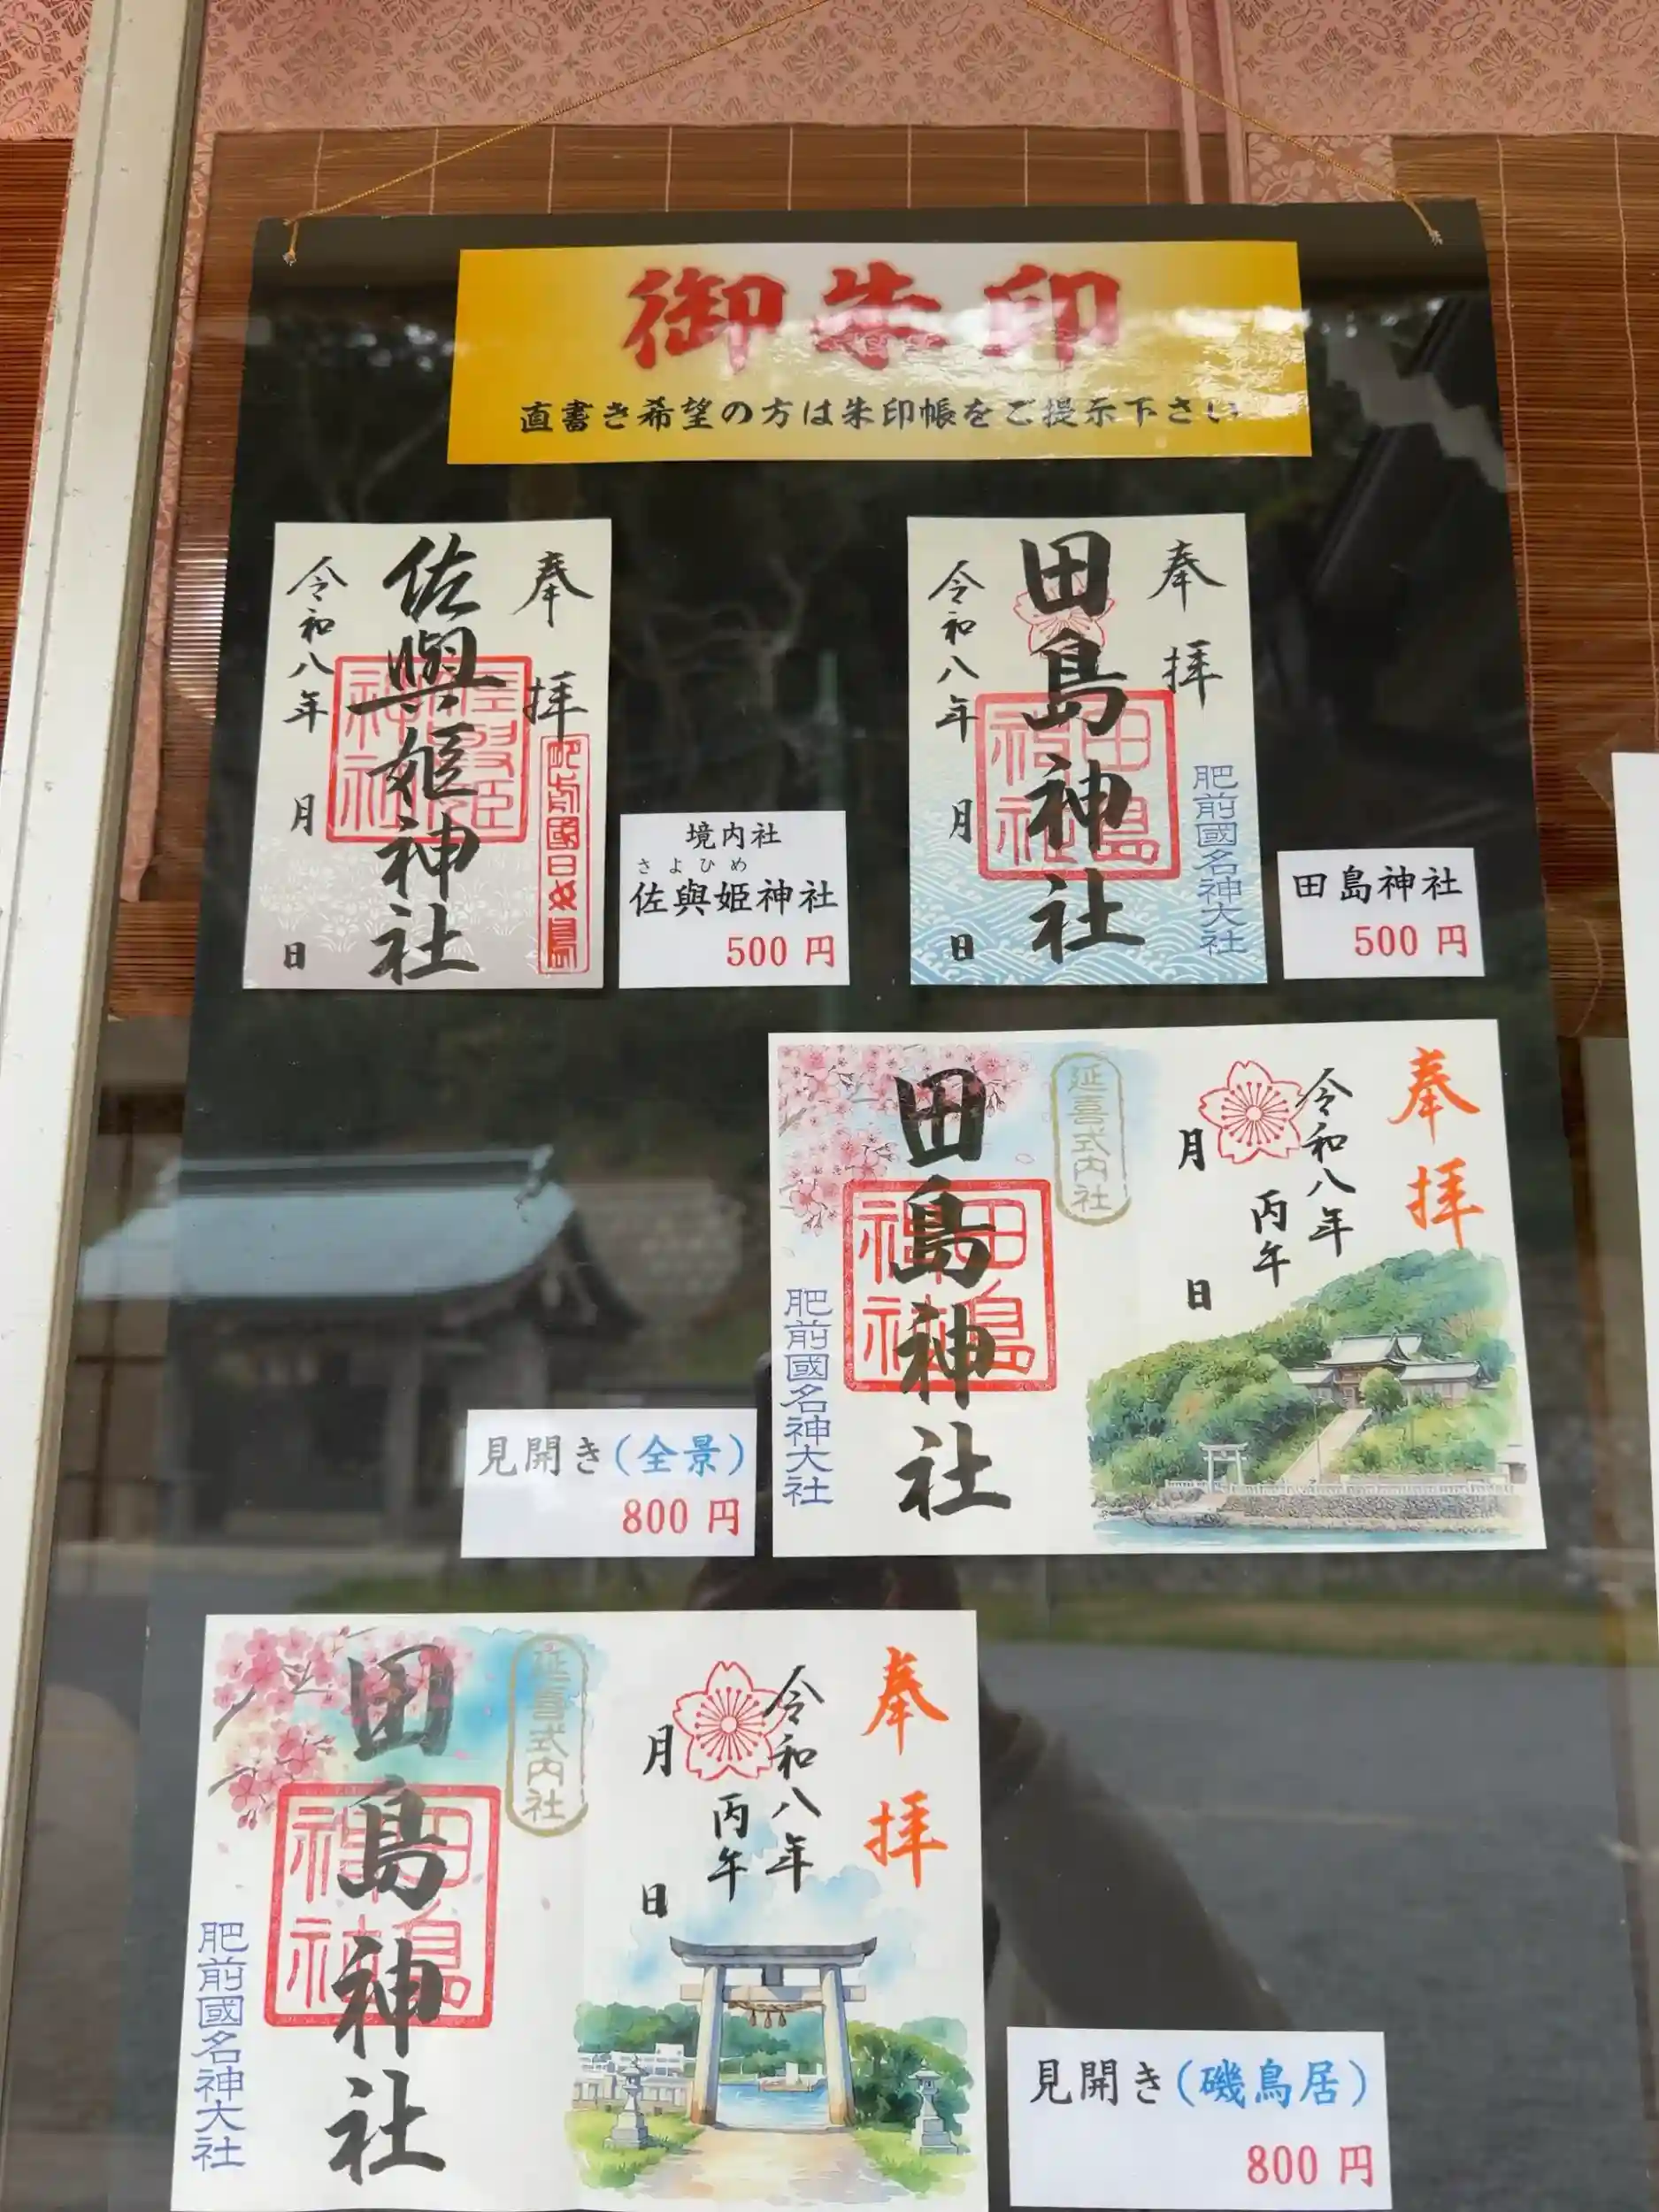 御朱印
直書き希望の方は朱印帳をご提示下さい
奉拝
佐與姫神社
令和八年
月
日
境内社
さよひめ
佐與姫神社
500円
奉拝
肥前國名神大社
田島神社
令和八年
月
日
田島神社
500円
奉拝
令和八年
丙午
月
日
延喜式内社
田島神社
肥前國名神大社
見開き(全景)
800円
奉拝
令和八年
丙午
月
日
延喜式内社
田島神社
肥前國名神大社
見開き(磯鳥居)
800円